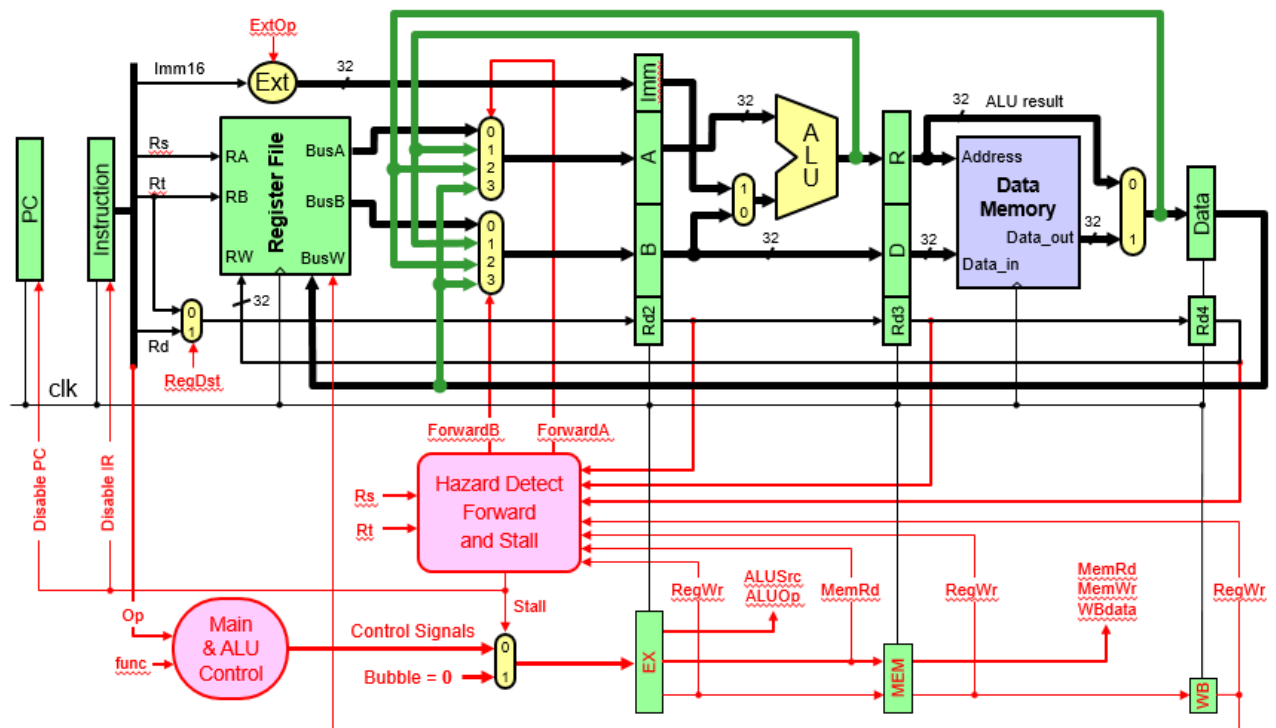 ExtOp
Imm16
Ext
32
Imm
32
ALU
32
ALU result
PC
Instruction
Rs
Rt
RA
RB
RW
Register File
BusA
BusB
BusW
0
1
2
3
0
1
2
3
A
B
1
0
32
R
D
32
Address
Data Memory
Data_out
Data_in
32
0
1
Data
32
0
1
Rd
RegDst
Rd2
Rd3
Rd4
clk
ForwardB
ForwardA
Disable PC
Disable IR
Rs
Rt
Hazard Detect
Forward
and Stall
Stall
RegWr
ALUSrc
ALUOp
MemRd
RegWr
MemRd
MemWr
WBdata
RegWr
Op
func
Main
& ALU
Control
Control Signals
Bubble = 0
0
1
EX
MEM
WB